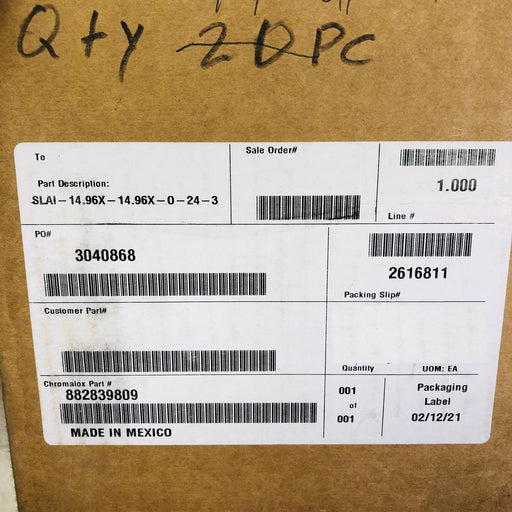 Qty 20PC
To
Sale Order#
Part Description:
SLAI-14.96X-14.96X-0-24-3
1.000
Line #
PO#
3040868
2616811
Packing Slip#
Customer Part#
Quantity
UOM: EA
Chromalox Part #
882839809
001
of
001
Packaging
Label
02/12/21
MADE IN MEXICO